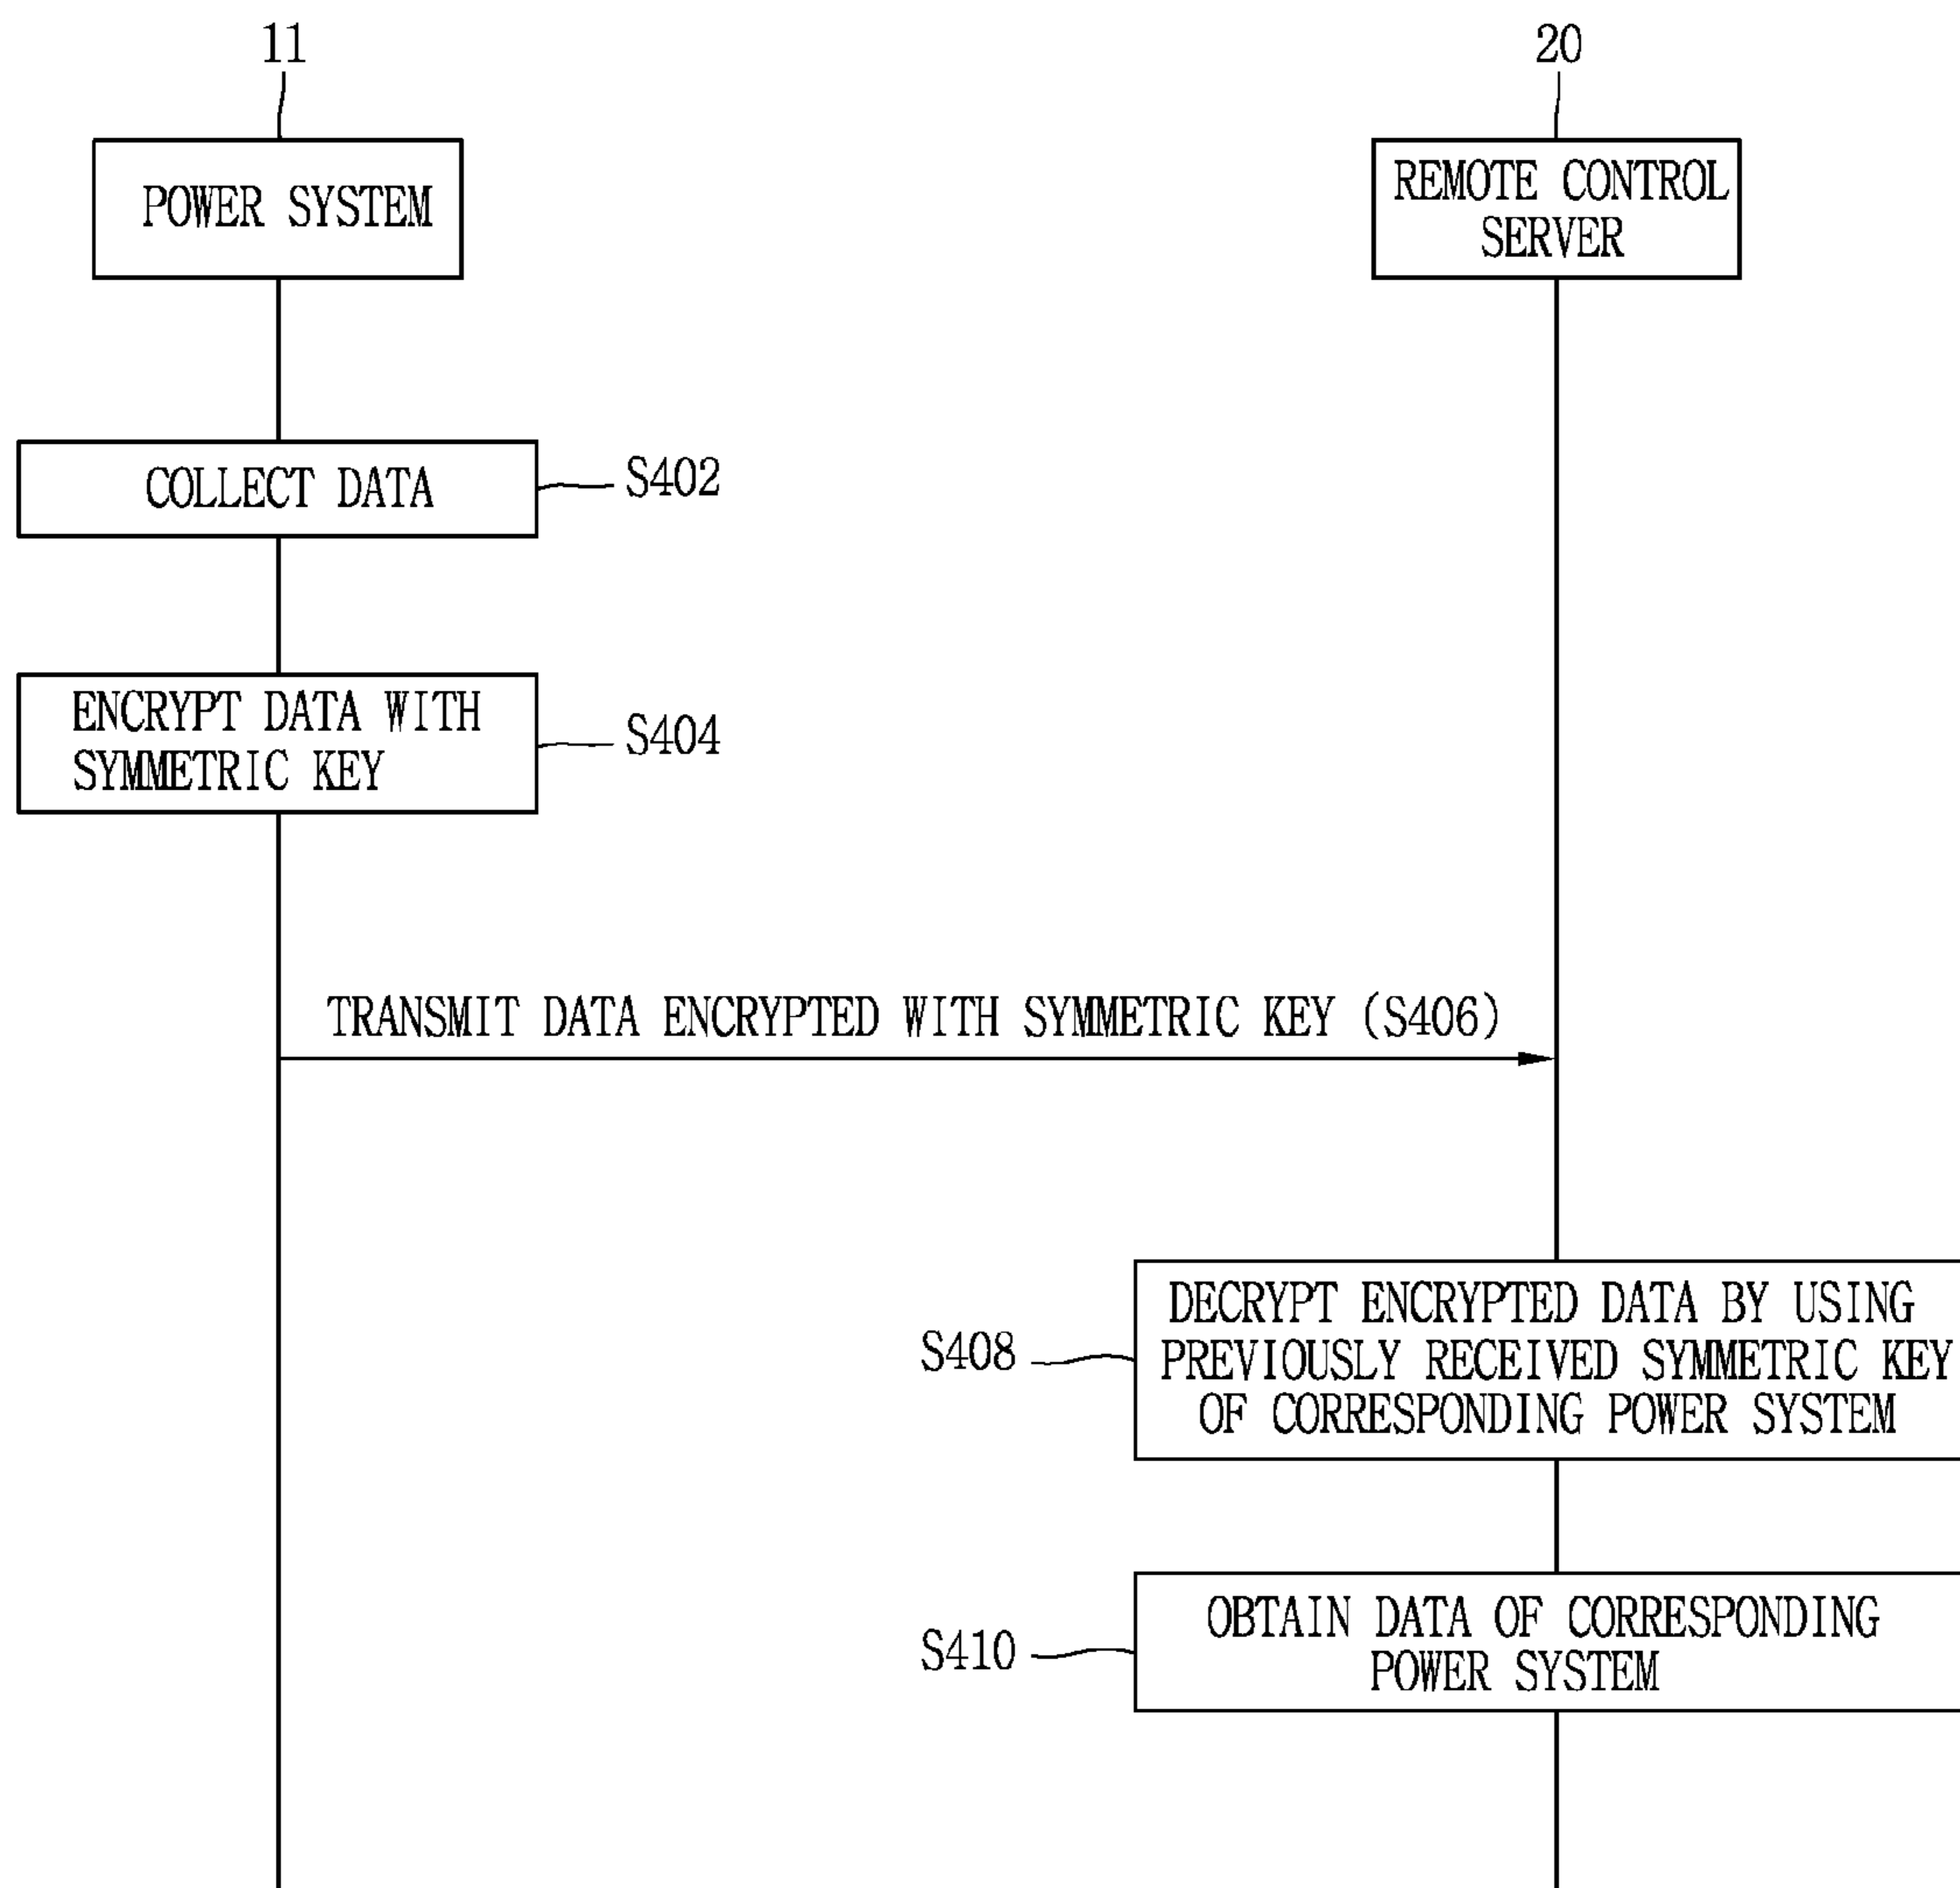 11
20
POWER SYSTEM
REMOTE CONTROL
SERVER
COLLECT DATA
S402
ENCRYPT DATA WITH
SYMMETRIC KEY
S404
TRANSMIT DATA ENCRYPTED WITH SYMMETRIC KEY (S406)
S408
DECRYPT ENCRYPTED DATA BY USING
PREVIOUSLY RECEIVED SYMMETRIC KEY
OF CORRESPONDING POWER SYSTEM
S410
OBTAIN DATA OF CORRESPONDING
POWER SYSTEM